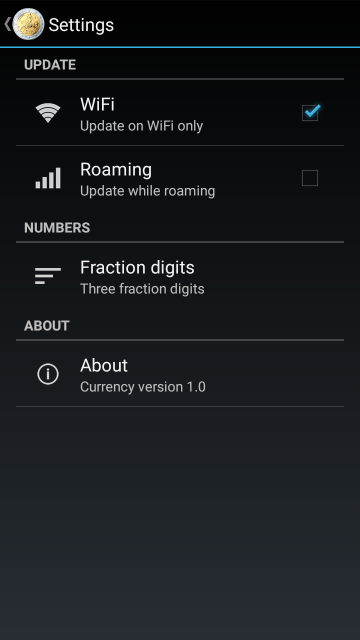 Settings
UPDATE
WiFi
Update on WiFi only
Roaming
Update while roaming
NUMBERS
Fraction digits
Three fraction digits
ABOUT
About
Currency version 1.0